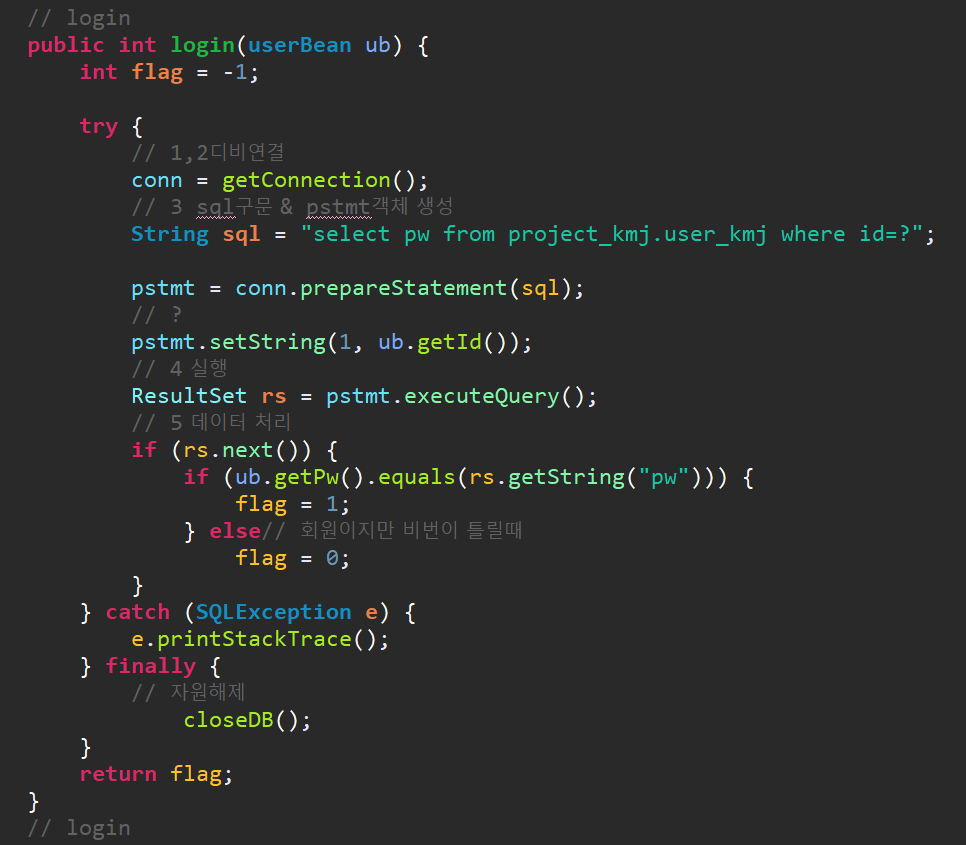 // login
public int login(userBean ub) {
    int flag = -1;

    try {
        // 1,2디비연결
        conn = getConnection();
        // 3 sql구문 & pstmt객체 생성
        String sql = "select pw from project_kmj.user_kmj where id=?";

        pstmt = conn.prepareStatement(sql);
        // ?
        pstmt.setString(1, ub.getId());
        // 4 실행
        ResultSet rs = pstmt.executeQuery();
        // 5 데이터 처리
        if (rs.next()) {
            if (ub.getPw().equals(rs.getString("pw"))) {
                flag = 1;
            } else// 회원이지만 비번이 틀릴때
                flag = 0;
        }
    } catch (SQLException e) {
        e.printStackTrace();
    } finally {
        // 자원해제
            closeDB();
    }
    return flag;
}
// login